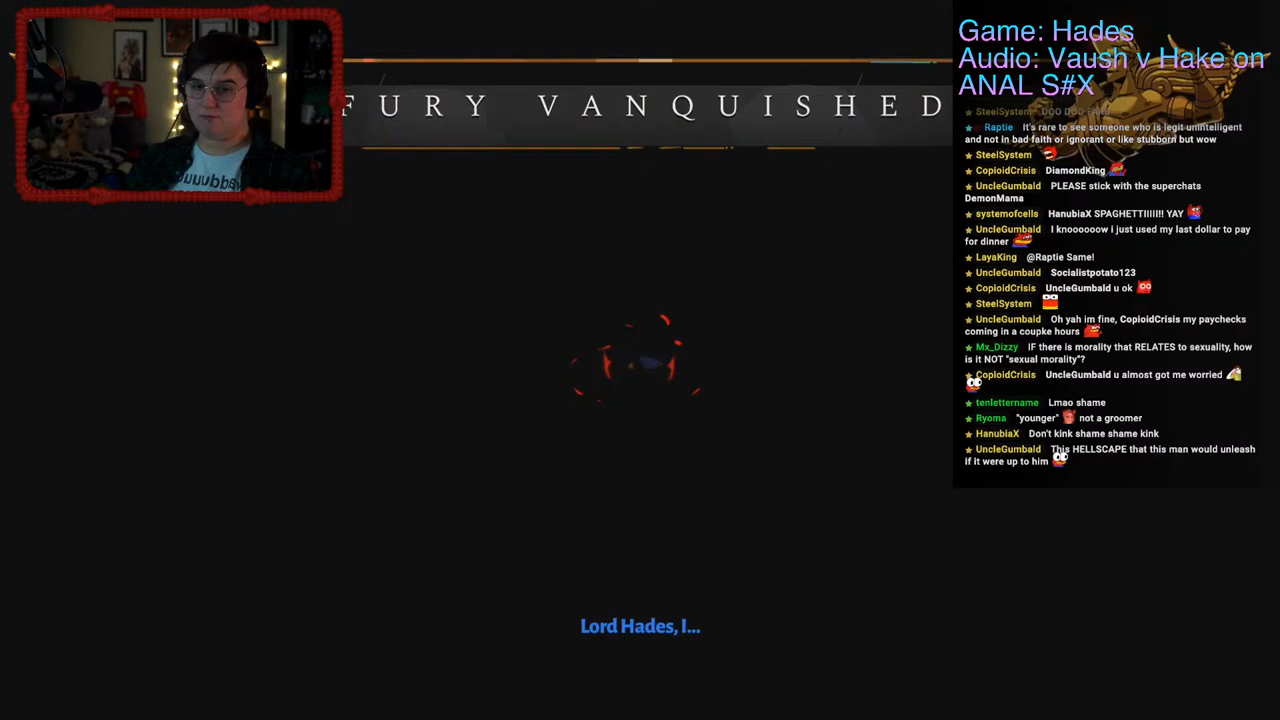 FURY VANQUISHED
Game: Hades
Audio: Vaush v Hake on
ANAL S#X
SteelSystem DOO DOO
Raptie It's rare to see someone who is legit unintelligent
and not in bad faith or ignorant or like stubborn but wow
SteelSystem
CopioidCrisis DiamondKing
UncleGumbald PLEASE stick with the superchats
DemonMama
systemofcells HanubiaX SPAGHETTIIIII!! YAY
UncleGumbald I knooooow i just used my last dollar to pay
for dinner
LayaKing @Raptie Same!
UncleGumbald Socialistpotato123
CopioidCrisis UncleGumbald u ok
SteelSystem
UncleGumbald Oh yah im fine, CopioidCrisis my paychecks
coming in a coupke hours
Mx_Dizzy IF there is morality that RELATES to sexuality, how
is it NOT "sexual morality"?
CopioidCrisis UncleGumbald u almost got me worried
tenlettername Lmao shame
Ryoma "younger" not a groomer
HanubiaX Don't kink shame shame kink
UncleGumbald This HELLSCAPE that this man would unleash
if it were up to him
Lord Hades, I...